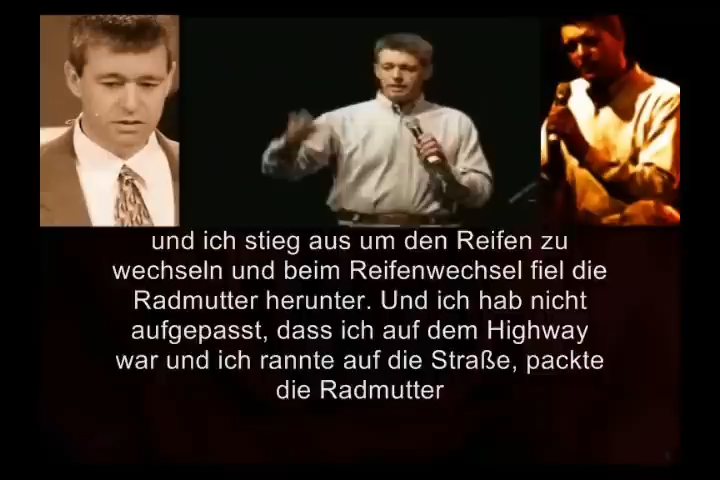 und ich stieg aus um den Reifen zu
wechseln und beim Reifenwechsel fiel die
Radmutter herunter. Und ich hab nicht
aufgepasst, dass ich auf dem Highway
war und ich rannte auf die Straße, packte
die Radmutter